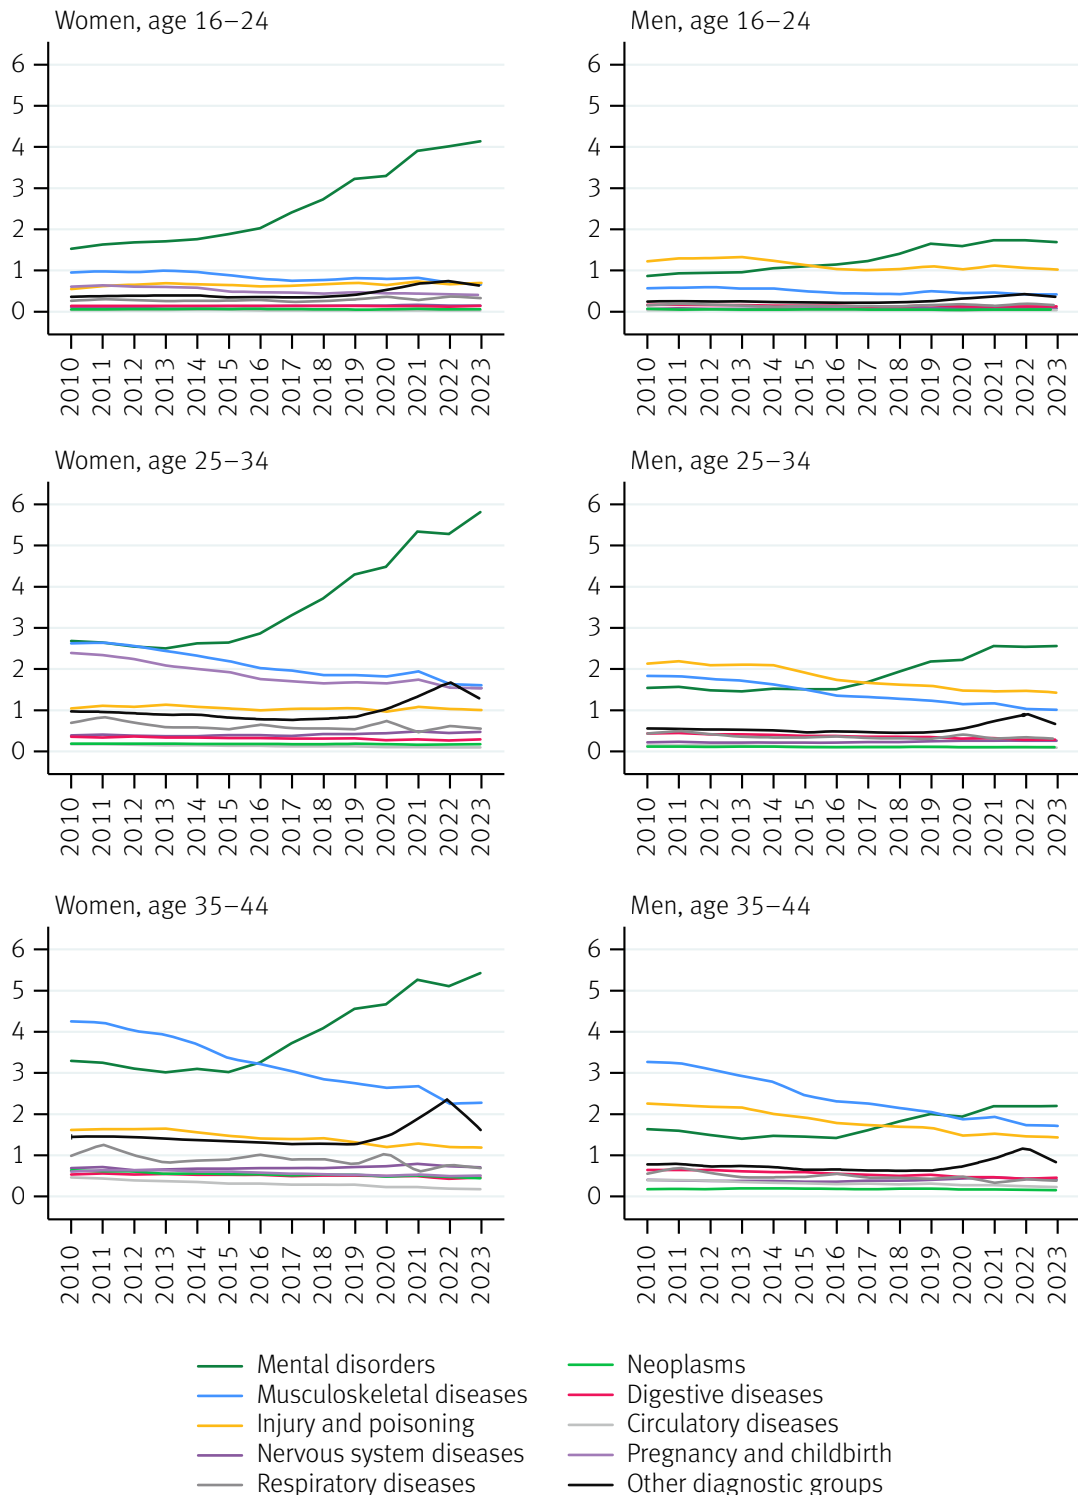 Women, age 16–24
6
5
4
3
2
1
0
2010 2011 2012 2013 2014 2015 2016 2017 2018 2019 2020 2021 2022 2023
Men, age 16–24
6
5
4
3
2
1
0
2010 2011 2012 2013 2014 2015 2016 2017 2018 2019 2020 2021 2022 2023
Women, age 25–34
6
5
4
3
2
1
0
2010 2011 2012 2013 2014 2015 2016 2017 2018 2019 2020 2021 2022 2023
Men, age 25–34
6
5
4
3
2
1
0
2010 2011 2012 2013 2014 2015 2016 2017 2018 2019 2020 2021 2022 2023
Women, age 35–44
6
5
4
3
2
1
0
2010 2011 2012 2013 2014 2015 2016 2017 2018 2019 2020 2021 2022 2023
Men, age 35–44
6
5
4
3
2
1
0
2010 2011 2012 2013 2014 2015 2016 2017 2018 2019 2020 2021 2022 2023
Mental disorders
Musculoskeletal diseases
Injury and poisoning
Nervous system diseases
Respiratory diseases
Neoplasms
Digestive diseases
Circulatory diseases
Pregnancy and childbirth
Other diagnostic groups